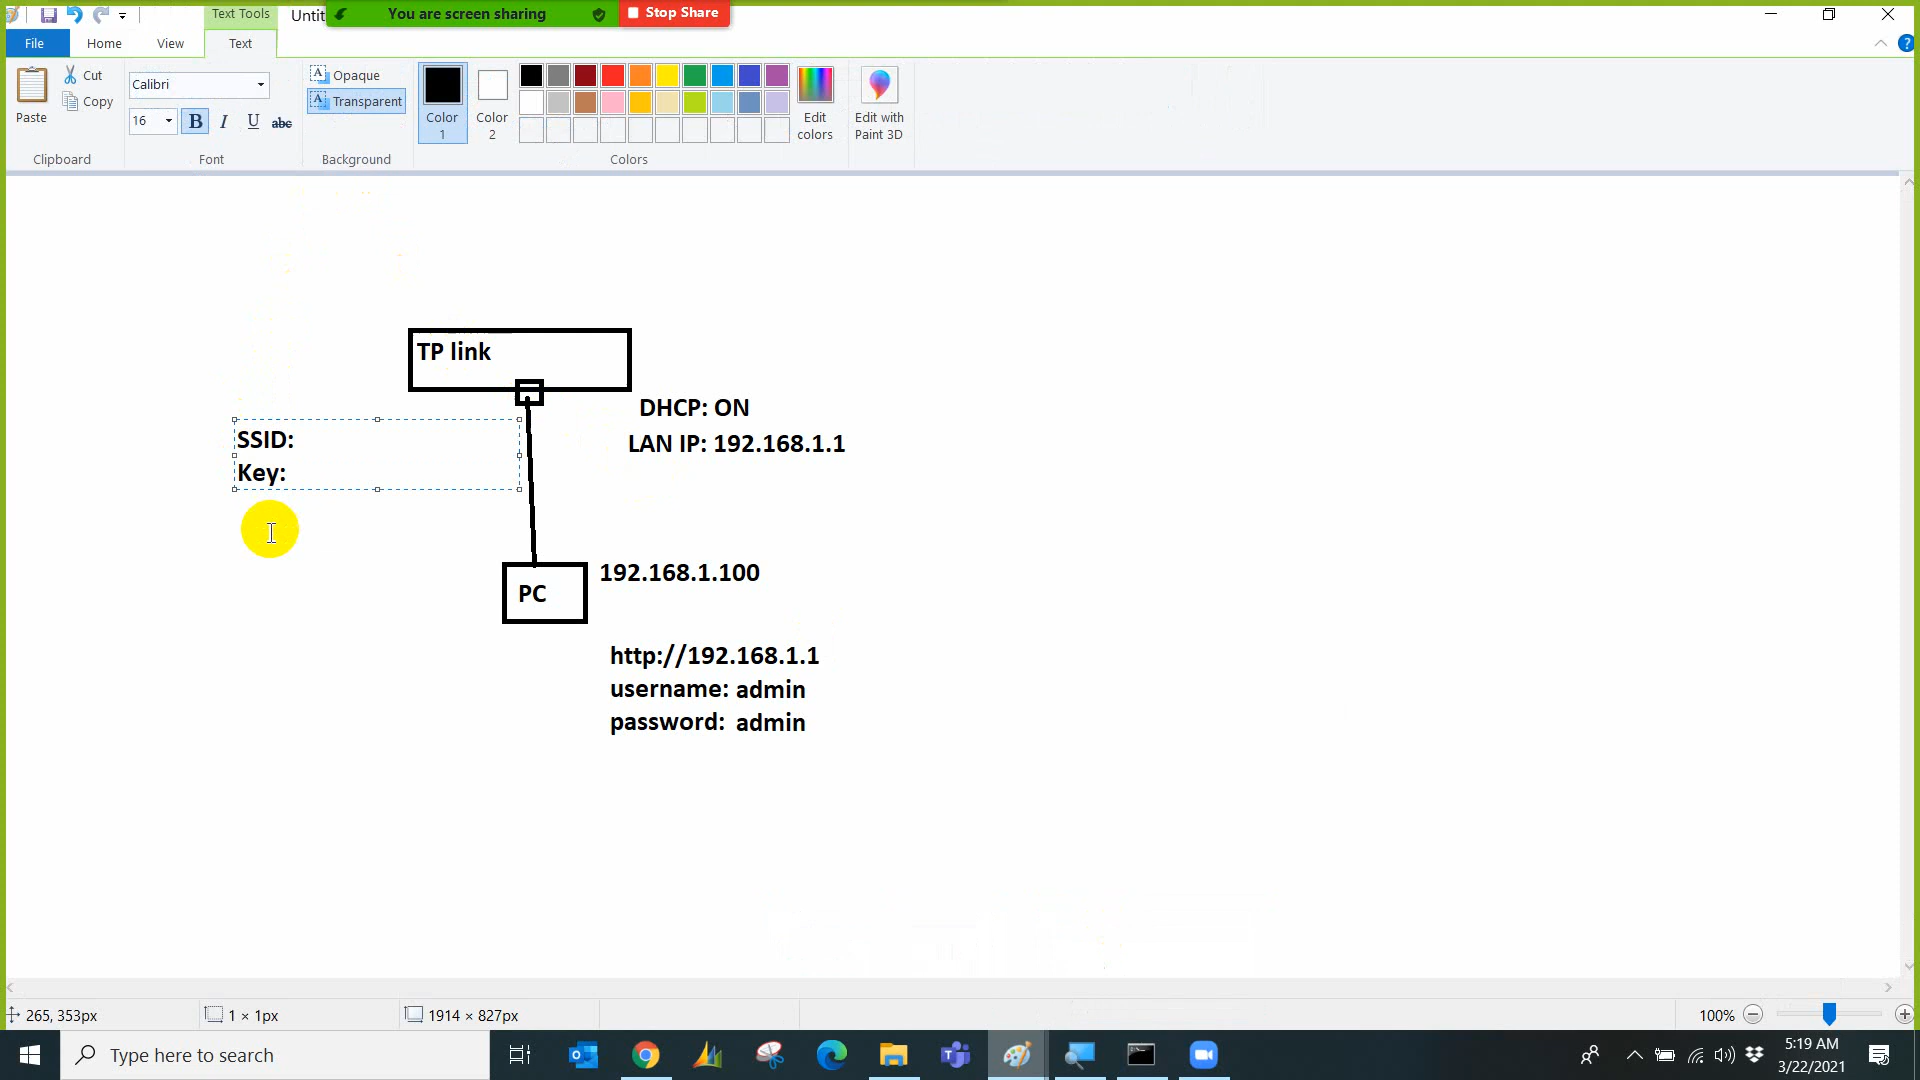 Text Tools
Untit
You are screen sharing
Stop Share
File
Home
View
Text
?
Paste
Cut
Copy
Clipboard
Calibri
16
B
I
U
abc
Font
A Opaque
A Transparent
Background
Color 1
Color 2
Edit colors
Colors
Edit with Paint 3D
TP link
DHCP: ON
LAN IP: 192.168.1.1
SSID:
Key:
192.168.1.100
PC
http://192.168.1.1
username: admin
password: admin
265, 353px
1 × 1px
1914 × 827px
100%
Type here to search
5:19 AM
3/22/2021